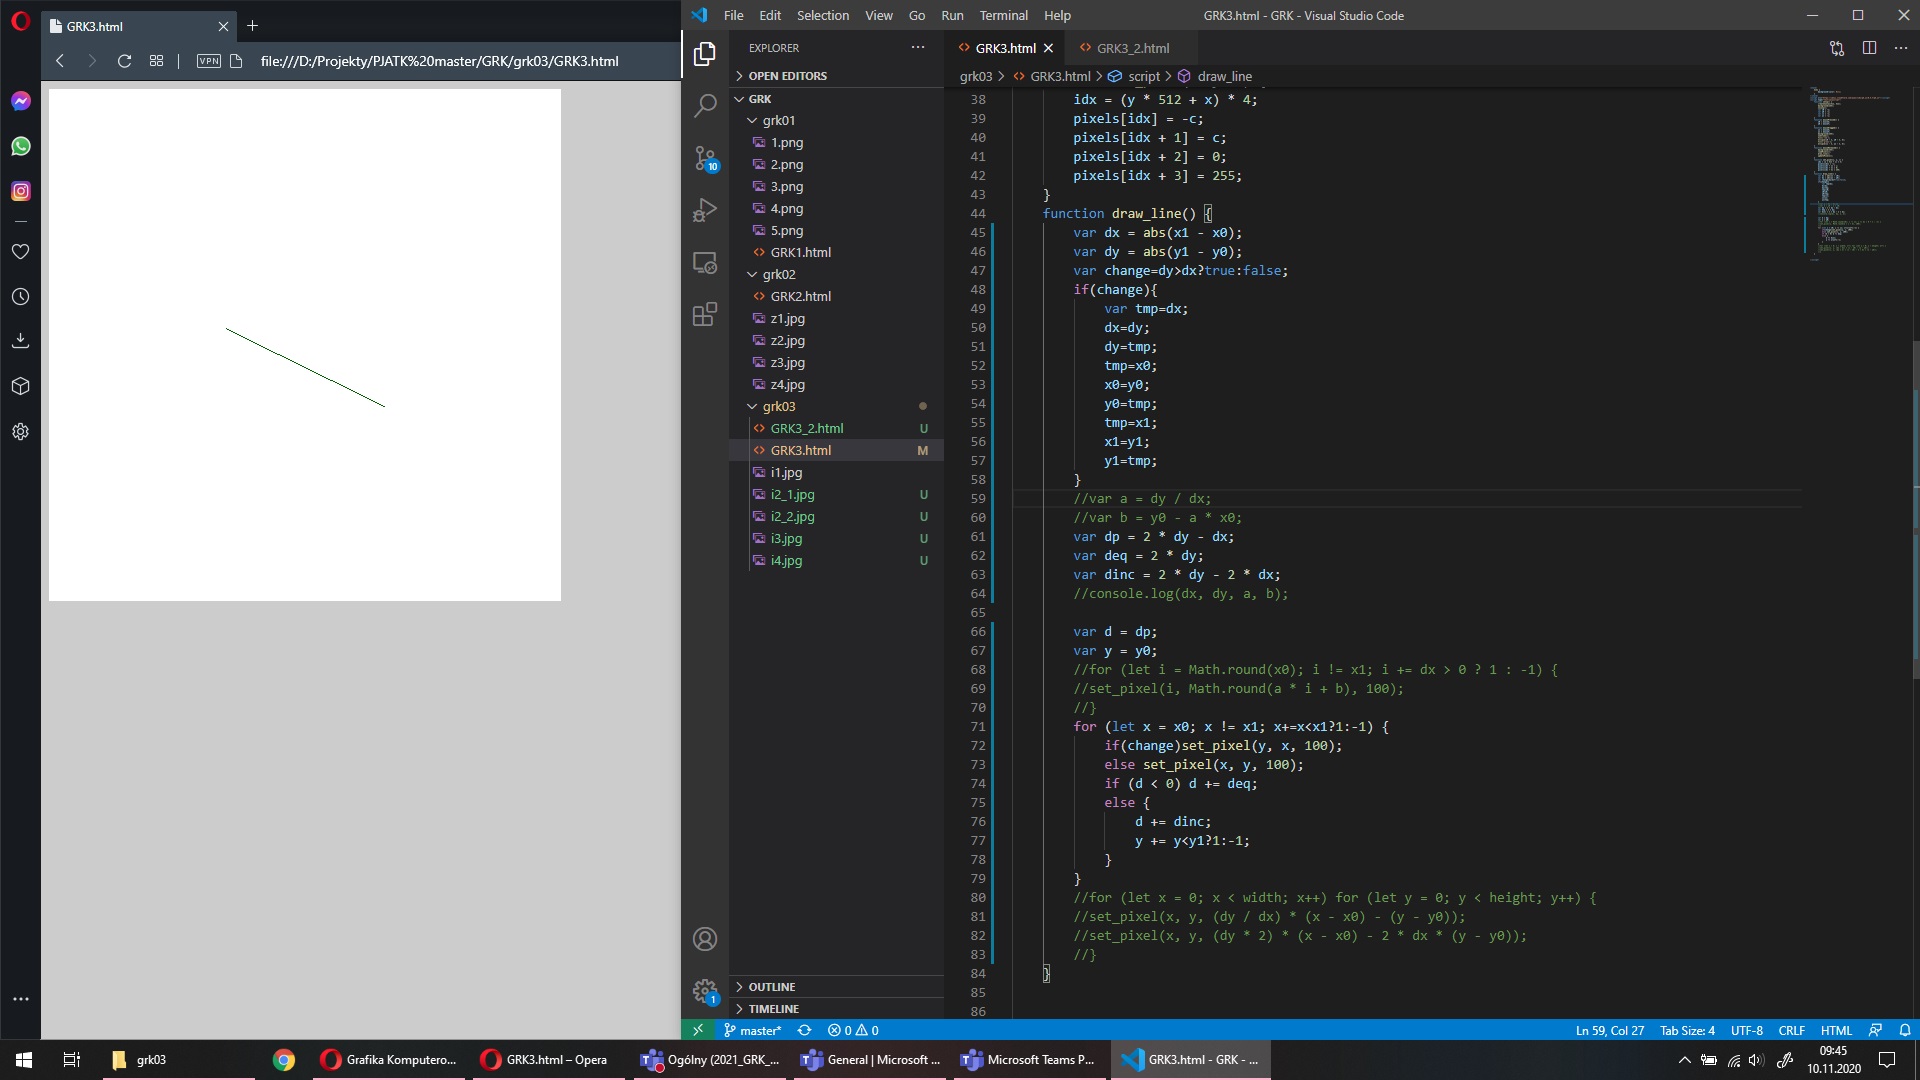 GRK3.html
VPN
file:///D:/Projekty/PJATK%20master/GRK/grk03/GRK3.html
File Edit Selection View Go Run Terminal Help
GRK3.html - GRK - Visual Studio Code
EXPLORER
OPEN EDITORS
GRK
grk01
1.png
2.png
3.png
4.png
5.png
GRK1.html
grk02
GRK2.html
z1.jpg
z2.jpg
z3.jpg
z4.jpg
grk03
GRK3_2.html U
GRK3.html M
i1.jpg
i2_1.jpg U
i2_2.jpg U
i3.jpg U
i4.jpg U
OUTLINE
TIMELINE
10
1
GRK3.html
GRK3_2.html
grk03 > GRK3.html > script > draw_line
38 idx = (y * 512 + x) * 4;
39 pixels[idx] = -c;
40 pixels[idx + 1] = c;
41 pixels[idx + 2] = 0;
42 pixels[idx + 3] = 255;
43 }
44 function draw_line() {
45 var dx = abs(x1 - x0);
46 var dy = abs(y1 - y0);
47 var change=dy>dx?true:false;
48 if(change){
49 var tmp=dx;
50 dx=dy;
51 dy=tmp;
52 tmp=x0;
53 x0=y0;
54 y0=tmp;
55 tmp=x1;
56 x1=y1;
57 y1=tmp;
58 }
59 //var a = dy / dx;
60 //var b = y0 - a * x0;
61 var dp = 2 * dy - dx;
62 var deq = 2 * dy;
63 var dinc = 2 * dy - 2 * dx;
64 //console.log(dx, dy, a, b);
65
66 var d = dp;
67 var y = y0;
68 //for (let i = Math.round(x0); i != x1; i += dx > 0 ? 1 : -1) {
69 //set_pixel(i, Math.round(a * i + b), 100);
70 //}
71 for (let x = x0; x != x1; x+=x<x1?1:-1) {
72 if(change)set_pixel(y, x, 100);
73 else set_pixel(x, y, 100);
74 if (d < 0) d += deq;
75 else {
76 d += dinc;
77 y += y<y1?1:-1;
78 }
79 }
80 //for (let x = 0; x < width; x++) for (let y = 0; y < height; y++) {
81 //set_pixel(x, y, (dy / dx) * (x - x0) - (y - y0));
82 //set_pixel(x, y, (dy * 2) * (x - x0) - 2 * dx * (y - y0));
83 //}
84 }
85
86
master* 0 0
Ln 59, Col 27 Tab Size: 4 UTF-8 CRLF HTML
grk03
Grafika Komputero...
GRK3.html – Opera
Ogólny (2021_GRK_...
General | Microsoft ...
Microsoft Teams P...
GRK3.html - GRK - ...
09:45
10.11.2020